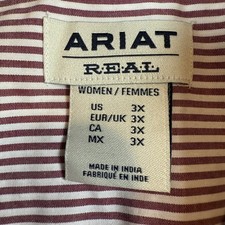 ARIAT
REAL
WOMEN / FEMMES
US 3X
EUR/UK 3X
CA 3X
MX 3X
MADE IN INDIA
FABRIQUÉ EN INDE